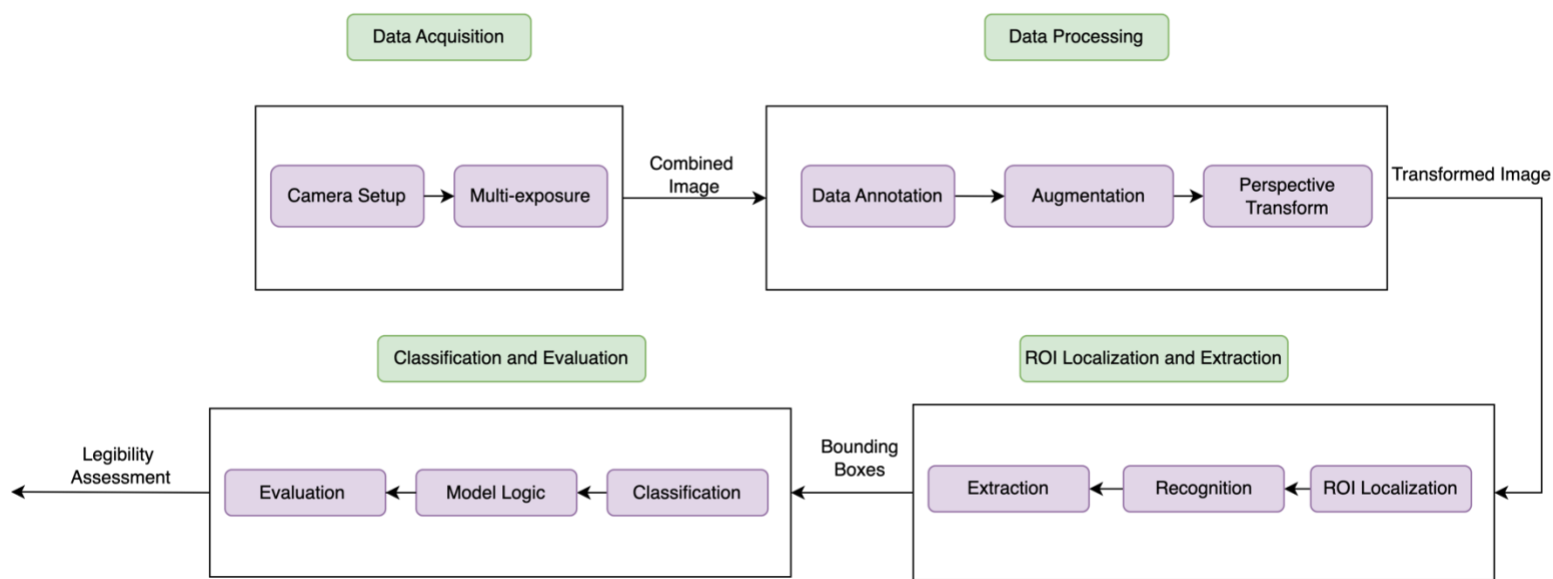 Data Acquisition
Data Processing
Camera Setup
Multi-exposure
Combined
Image
Data Annotation
Augmentation
Perspective
Transform
Transformed Image
Classification and Evaluation
ROI Localization and Extraction
Legibility
Assessment
Evaluation
Model Logic
Classification
Bounding
Boxes
Extraction
Recognition
ROI Localization